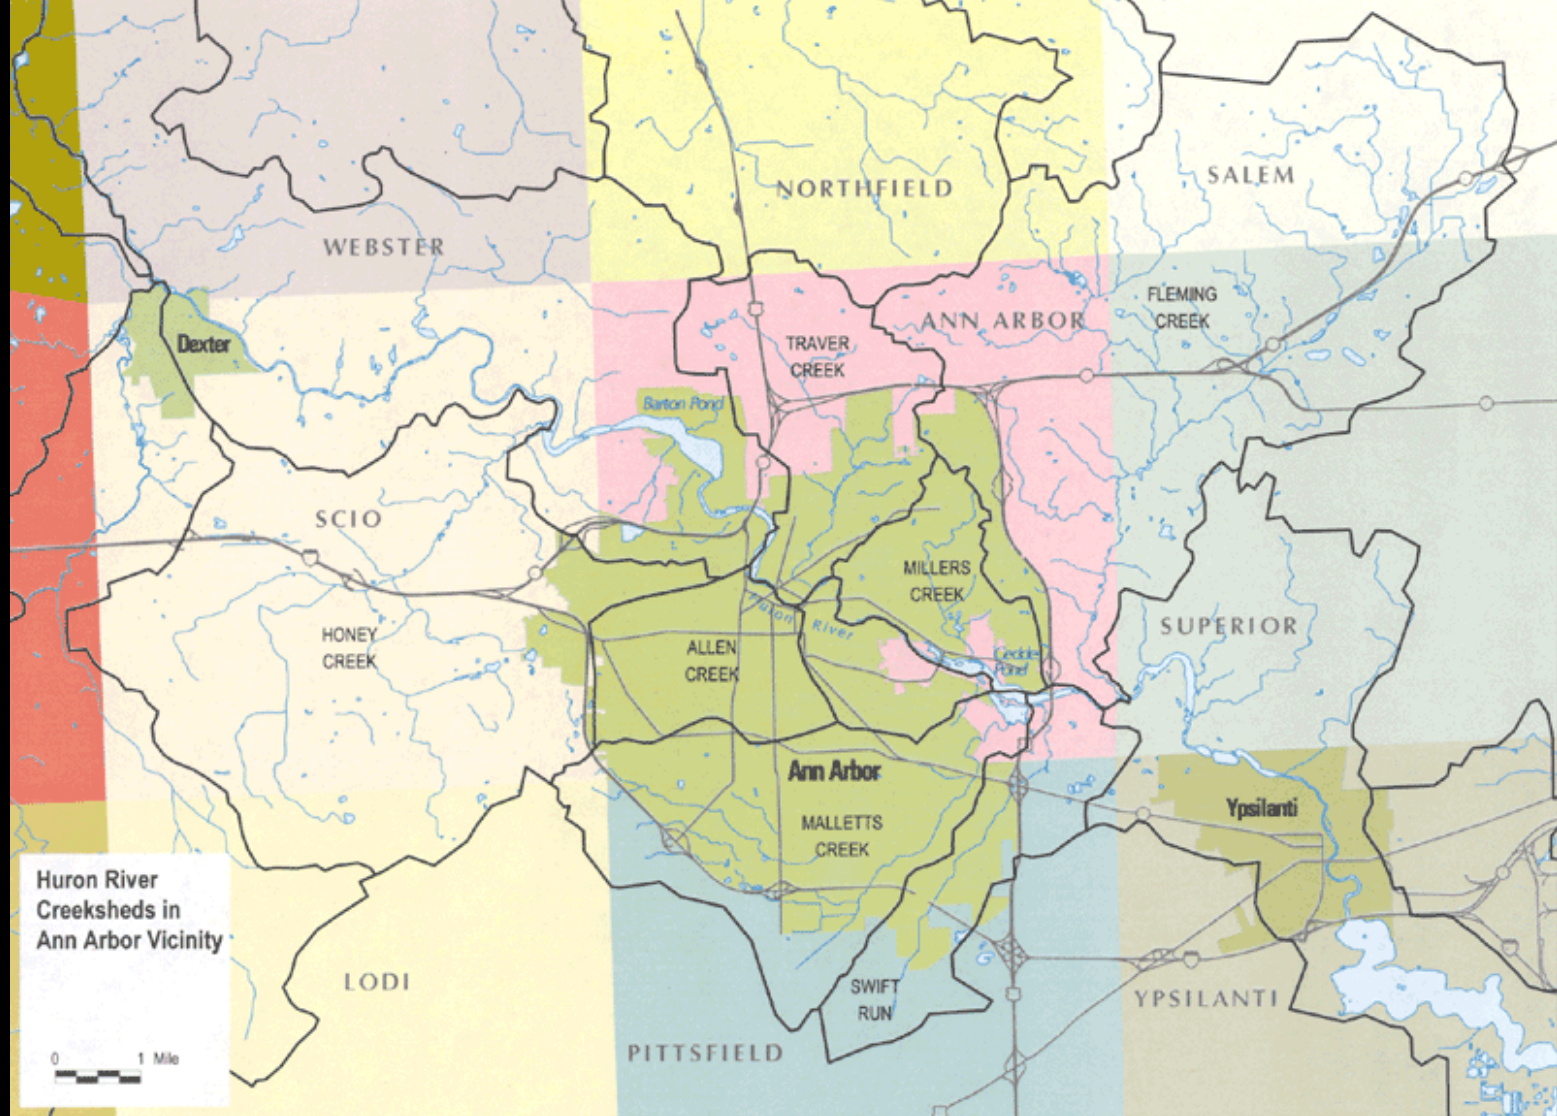 NORTHFIELD
SALEM
WEBSTER
FLEMING
CREEK
ANN ARBOR
Dexter
TRAVER
CREEK
Barton Pond
SCIO
MILLERS
CREEK
Huron River
SUPERIOR
HONEY
CREEK
ALLEN
CREEK
Geddes
Pond
Ann Arbor
Ypsilanti
MALLETTS
CREEK
Huron River
Creeksheds in
Ann Arbor Vicinity
LODI
SWIFT
RUN
YPSILANTI
PITTSFIELD
0 1 Mile